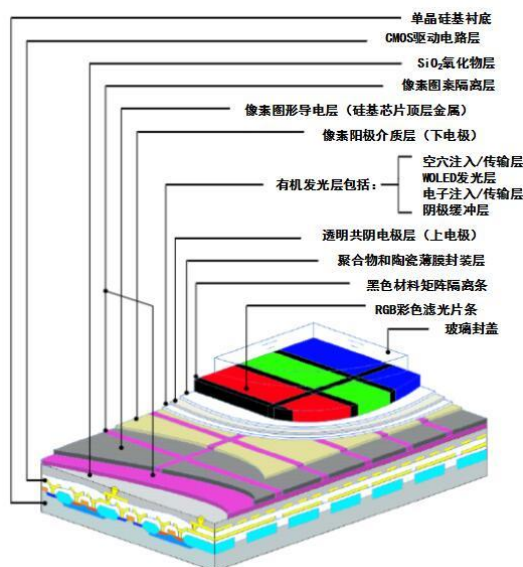 单晶硅基衬底
CMOS驱动电路层
SiO₂氧化物层
像素图素隔离层
像素图形导电层（硅基芯片顶层金属）
像素阳极介质层（下电极）
有机发光层包括：
空穴注入/传输层
WOLED发光层
电子注入/传输层
阴极缓冲层
透明共阴电极层（上电极）
聚合物和陶瓷薄膜封装层
黑色材料矩阵隔离条
RGB彩色滤光片条
玻璃封盖